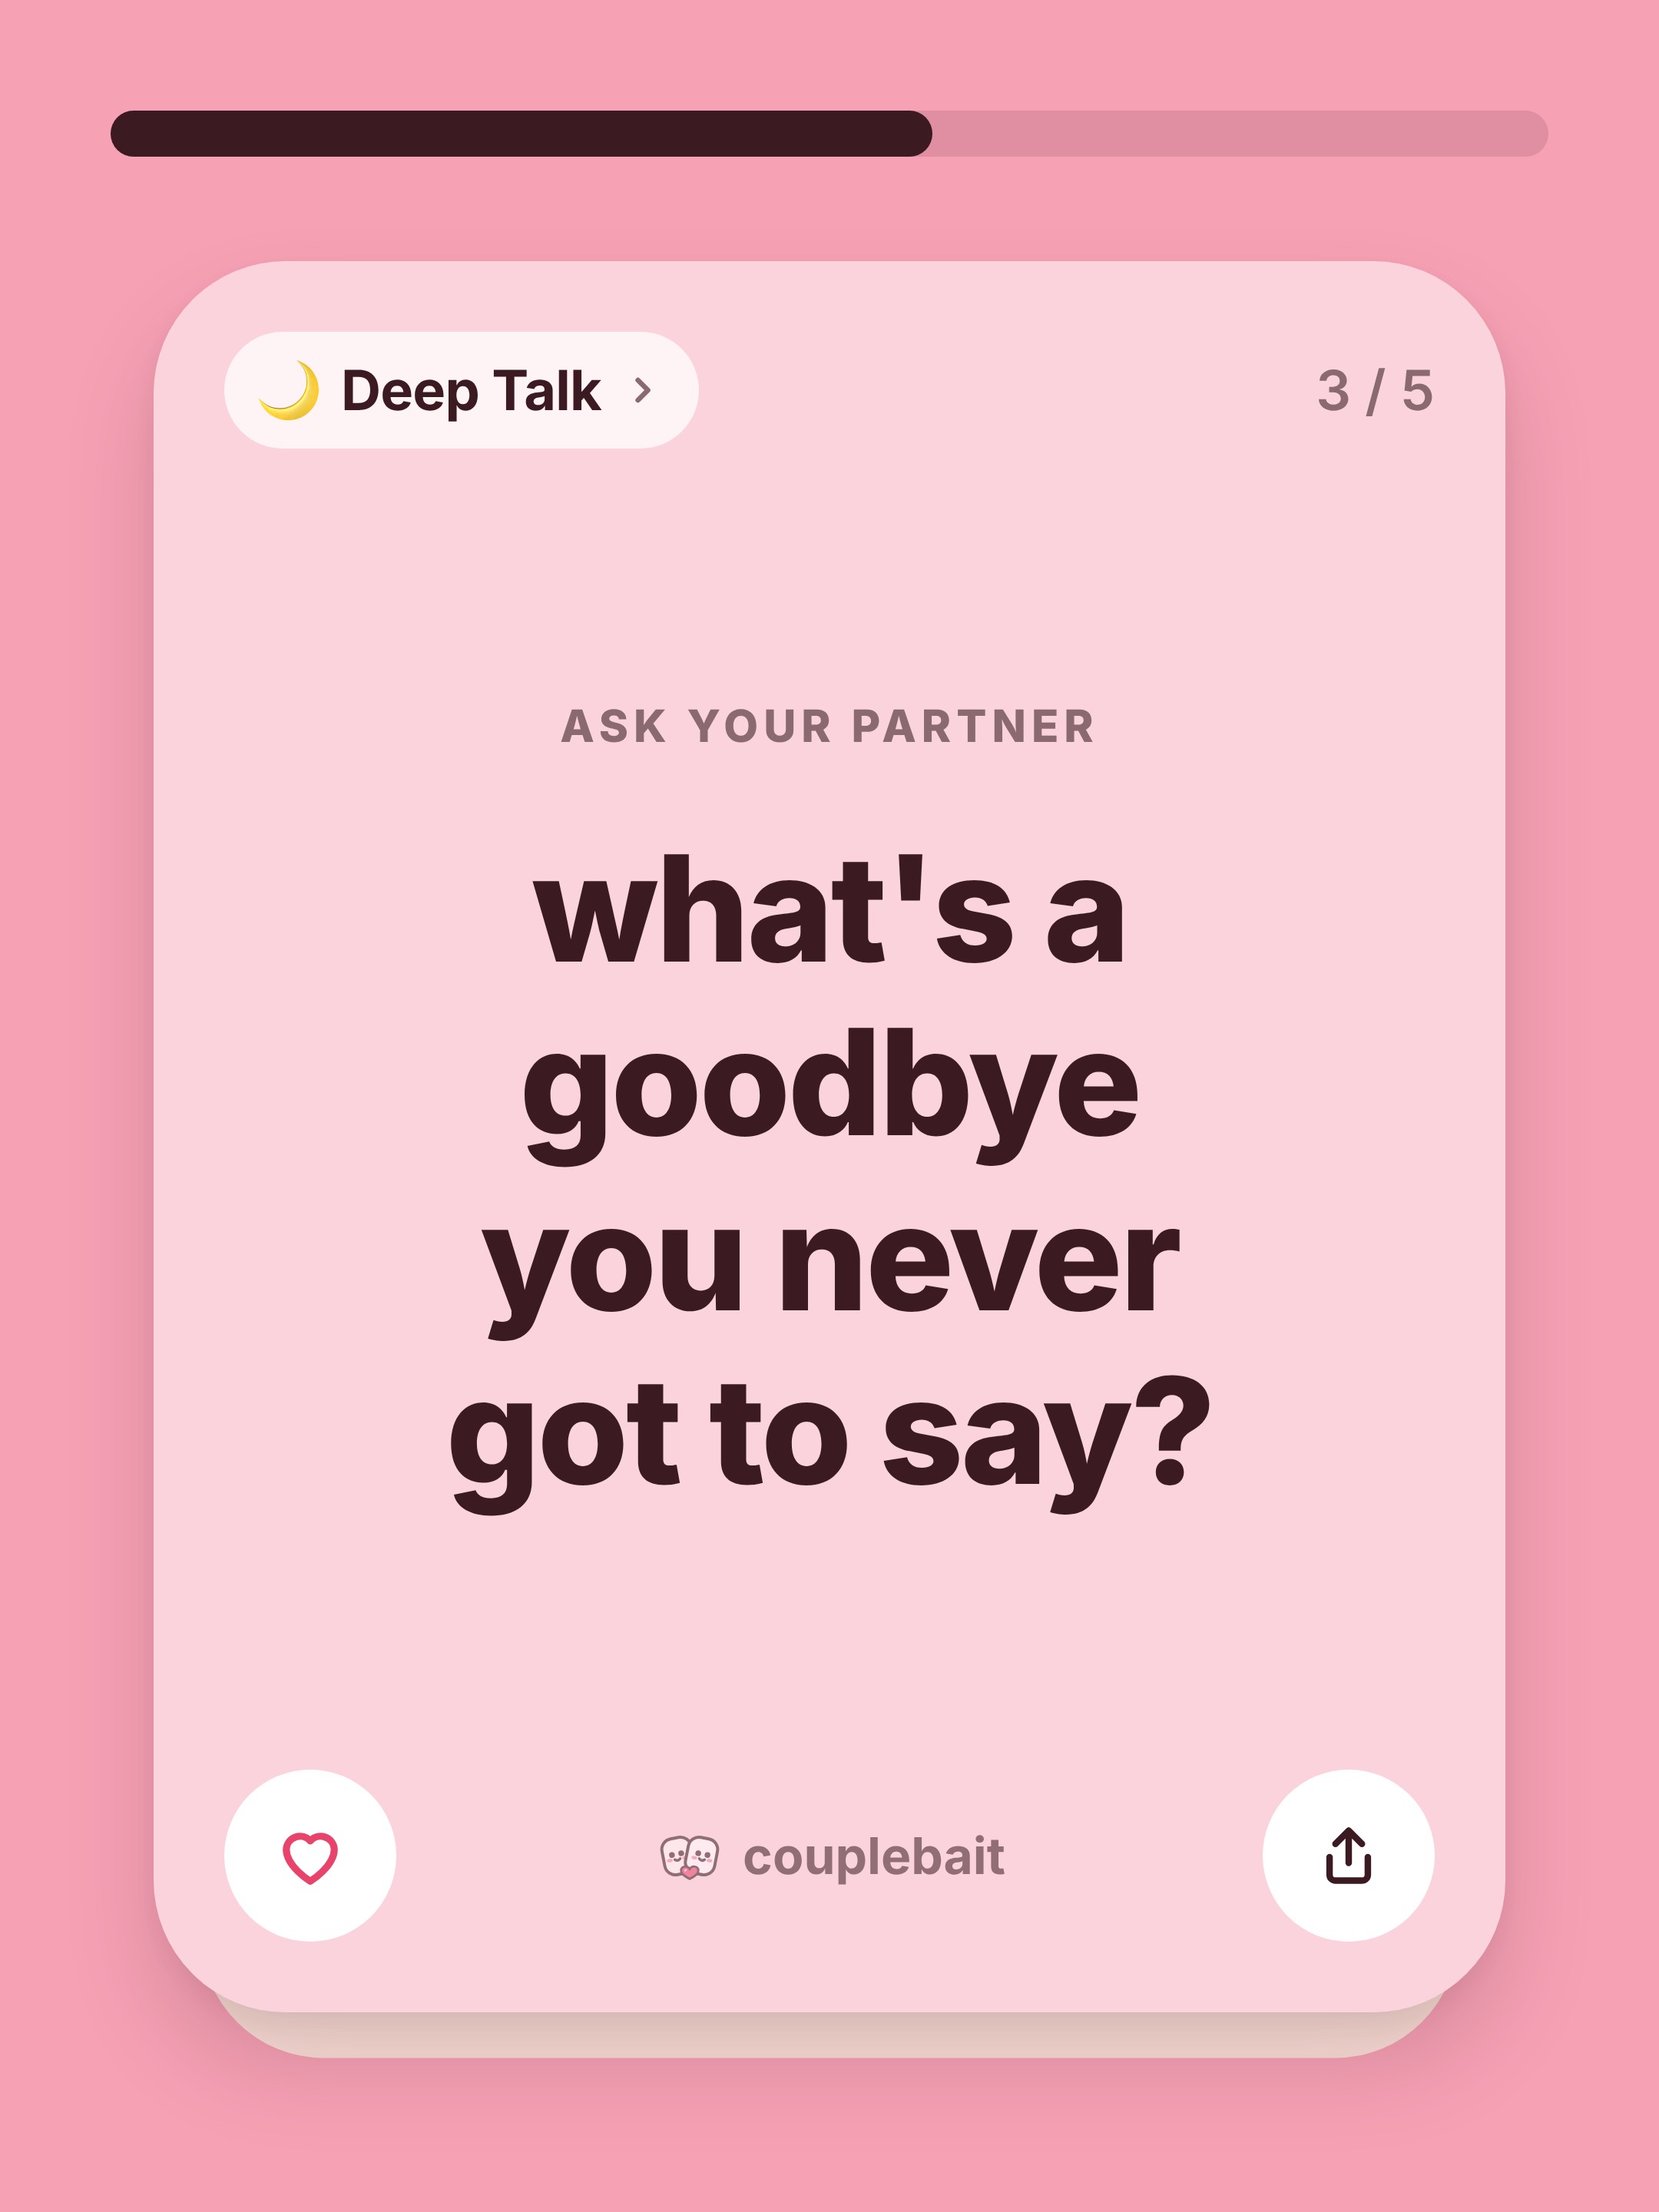 🌙 Deep Talk
3 / 5
ASK YOUR PARTNER
what's a
goodbye
you never
got to say?
couplebait